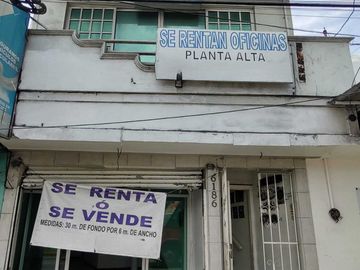 SE RENTAN OFICINAS
PLANTA ALTA
6186
SE RENTA
Ó
SE VENDE
MEDIDAS: 30 m. DE FONDO POR 6 m. DE ANCHO